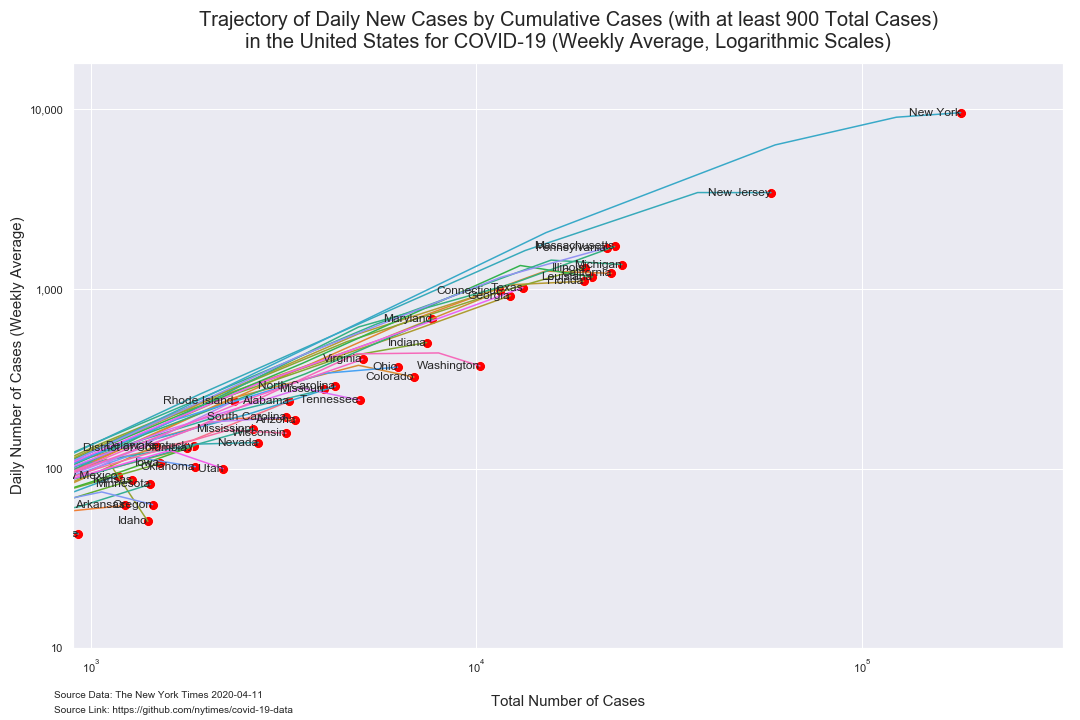 Trajectory of Daily New Cases by Cumulative Cases (with at least 900 Total Cases)
in the United States for COVID-19 (Weekly Average, Logarithmic Scales)
Daily Number of Cases (Weekly Average)
10,000
1,000
100
10
New York
New Jersey
Massachusetts
Pennsylvania
Michigan
Illinois
California
Louisiana
Florida
Texas
Connecticut
Georgia
Maryland
Indiana
Virginia
Washington
Ohio
Colorado
North Carolina
Missouri
Rhode Island
Alabama
Tennessee
South Carolina
Arizona
Mississippi
Wisconsin
Nevada
Delaware
Kentucky
District of Columbia
Iowa
Oklahoma
Utah
Mexico
Kansas
Minnesota
Arkansas
Oregon
Idaho
10³
10⁴
10⁵
Total Number of Cases
Source Data: The New York Times 2020-04-11
Source Link: https://github.com/nytimes/covid-19-data